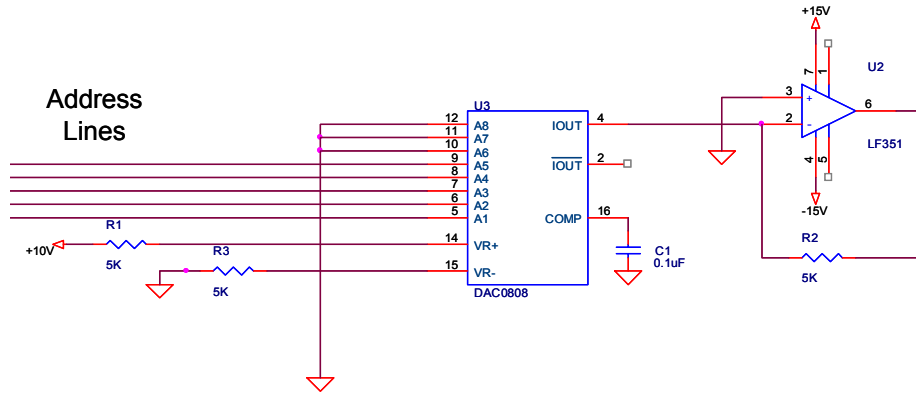 +15V
U2
7
1
3
+
2
-
6
4
5
LF351
-15V
Address
Lines
U3
12
A8
11
A7
10
A6
9
A5
8
A4
7
A3
6
A2
5
A1
14
VR+
15
VR-
IOUT
4
IOUT
2
COMP
16
DAC0808
R1
+10V
5K
R3
5K
C1
0.1uF
R2
5K